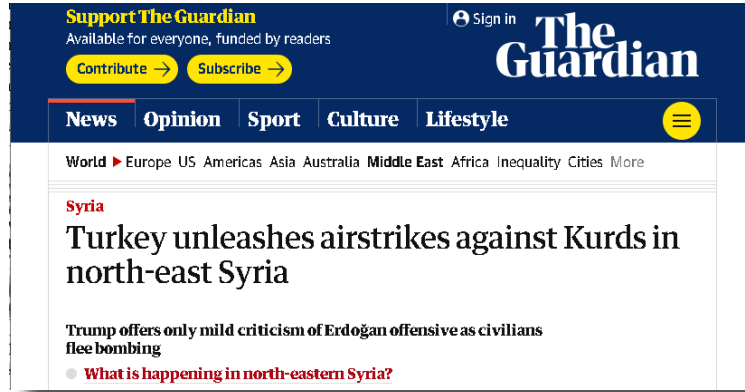 Support The Guardian
Available for everyone, funded by readers
Contribute →
Subscribe →
Sign in
The
Guardian
News
Opinion
Sport
Culture
Lifestyle
World ▶ Europe US Americas Asia Australia Middle East Africa Inequality Cities More
Syria
Turkey unleashes airstrikes against Kurds in
north-east Syria
Trump offers only mild criticism of Erdoğan offensive as civilians
flee bombing
What is happening in north-eastern Syria?